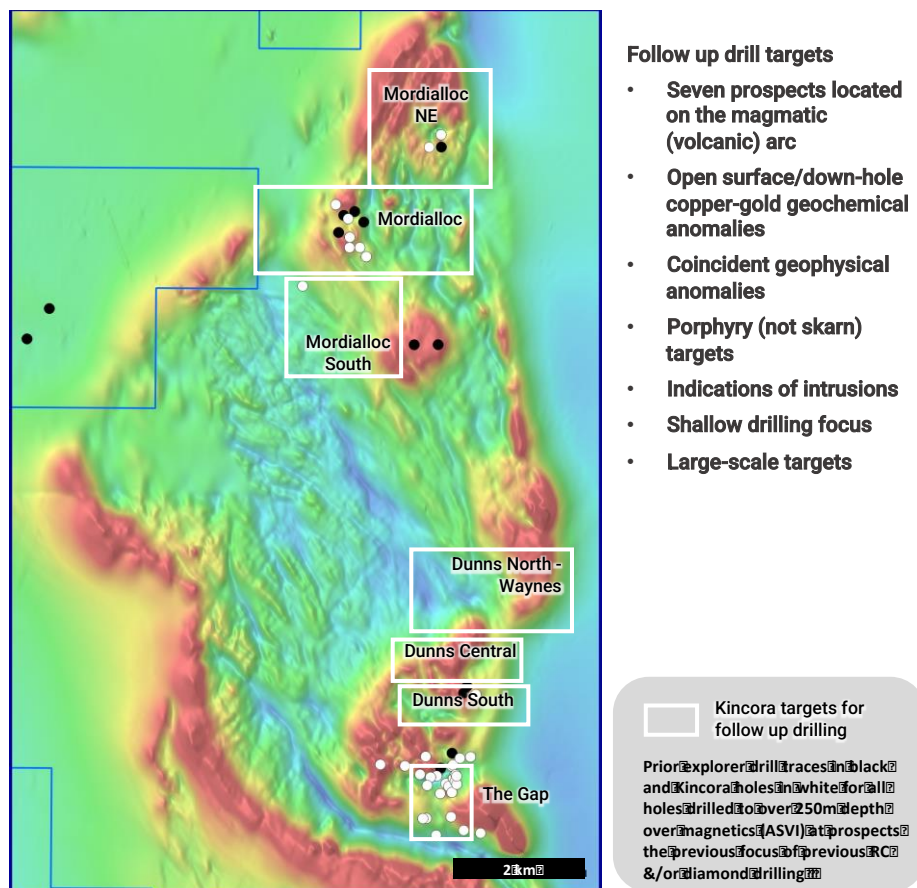 Mordialloc
NE
Mordialloc
Mordialloc
South
Dunns North -
Waynes
Dunns Central
Dunns South
The Gap
2 km
Follow up drill targets
• Seven prospects located
on the magmatic
(volcanic) arc
• Open surface/down-hole
copper-gold geochemical
anomalies
• Coincident geophysical
anomalies
• Porphyry (not skarn)
targets
• Indications of intrusions
• Shallow drilling focus
• Large-scale targets
Kincora targets for
follow up drilling
Prior explorer drill traces in black
and Kincora holes in white for all
holes drilled to over 250m depth
over magnetics (ASVI) at prospects
the previous focus of previous RC
&/or diamond drilling